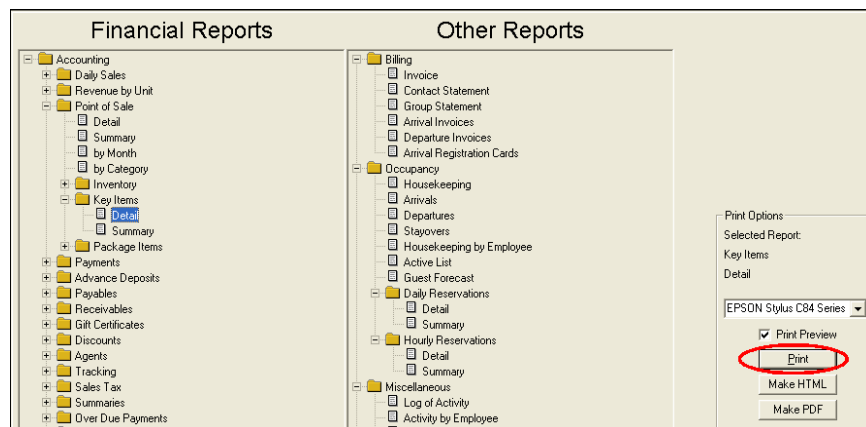 Financial Reports
Accounting
Daily Sales
Revenue by Unit
Point of Sale
Detail
Summary
by Month
by Category
Inventory
Key Items
Detail
Summary
Package Items
Payments
Advance Deposits
Payables
Receivables
Gift Certificates
Discounts
Agents
Tracking
Sales Tax
Summaries
Over Due Payments
Other Reports
Billing
Invoice
Contact Statement
Group Statement
Arrival Invoices
Departure Invoices
Arrival Registration Cards
Occupancy
Housekeeping
Arrivals
Departures
Stayovers
Housekeeping by Employee
Active List
Guest Forecast
Daily Reservations
Detail
Summary
Hourly Reservations
Detail
Summary
Miscellaneous
Log of Activity
Activity by Employee
Print Options
Selected Report:
Key Items
Detail
EPSON Stylus C84 Series
Print Preview
Print
Make HTML
Make PDF